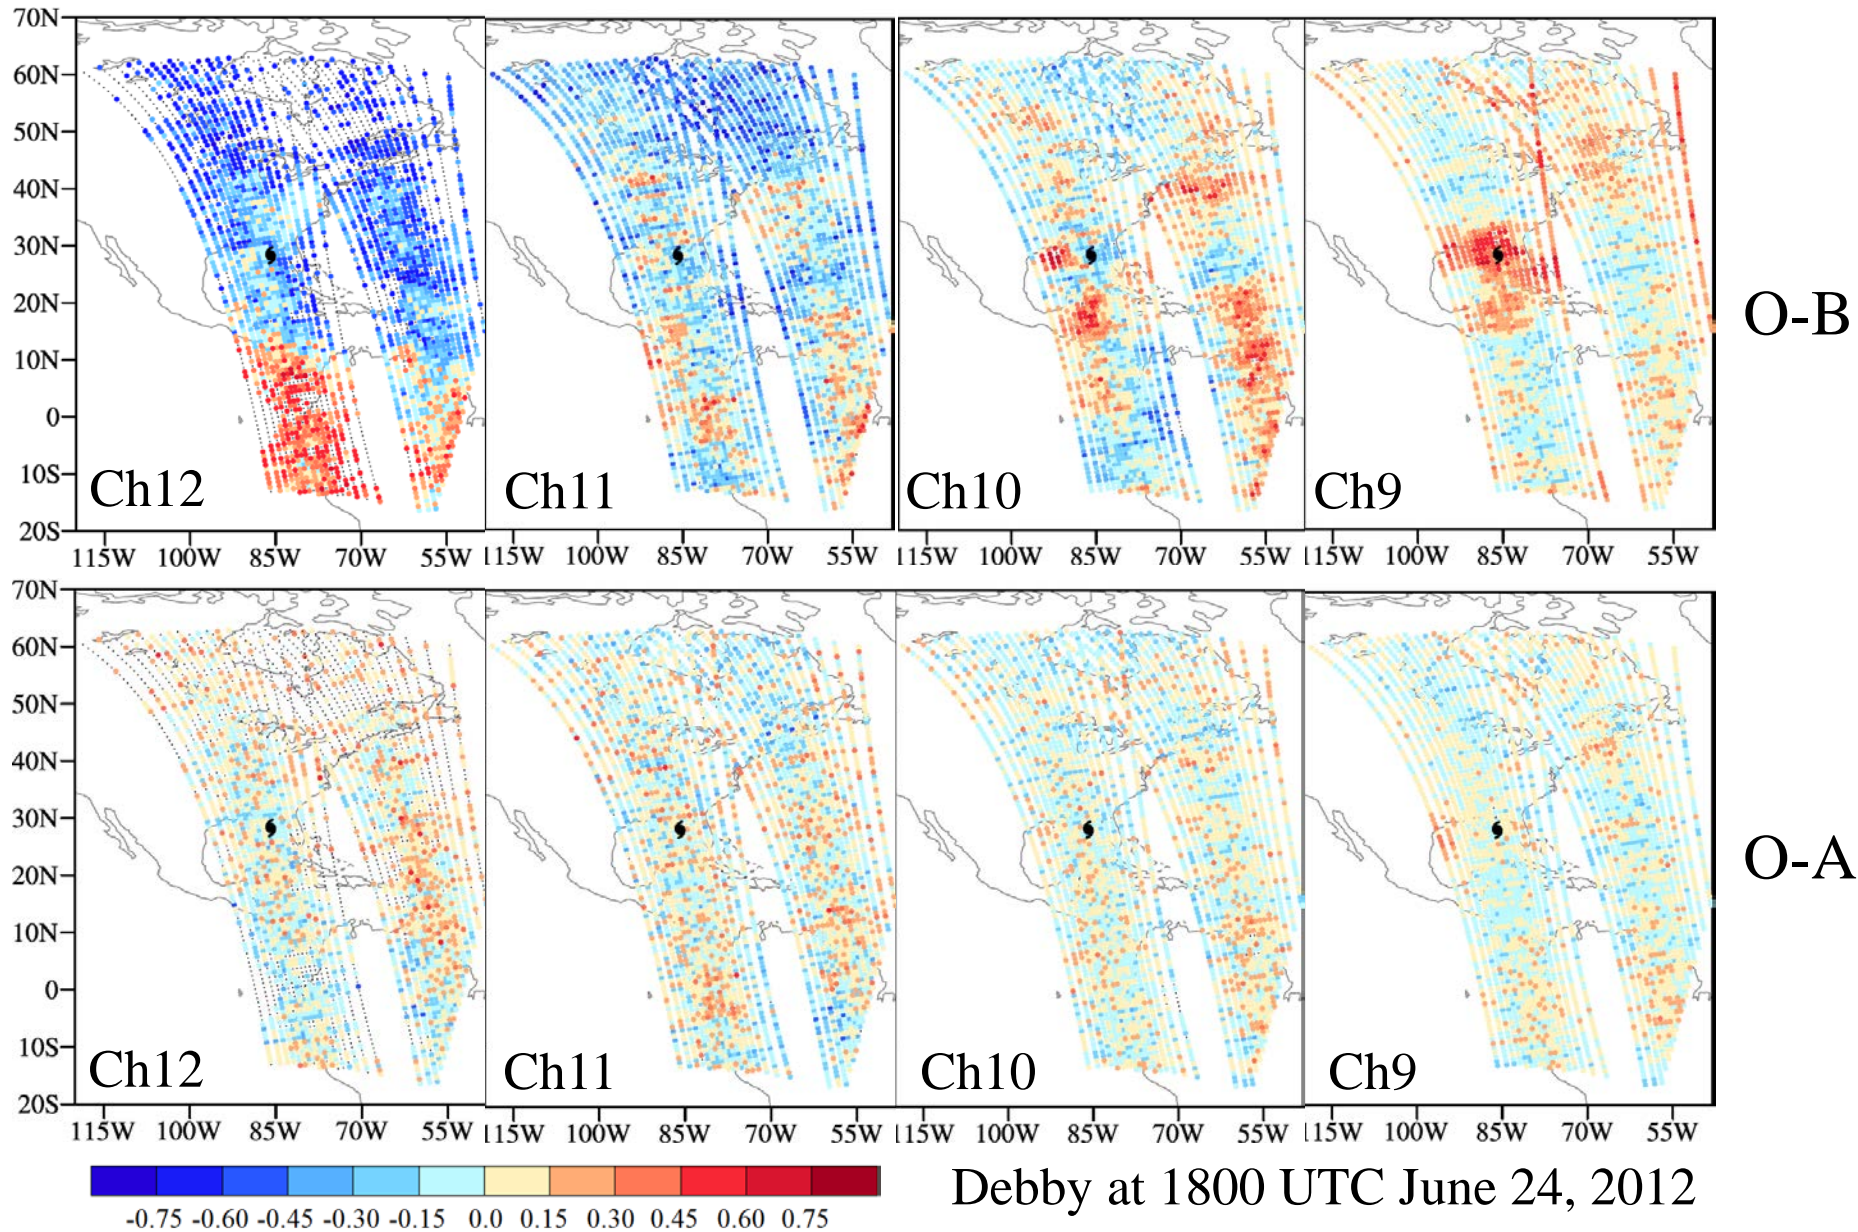 70N
60N
50N
40N
30N
20N
10N
0
10S
20S
Ch12
Ch11
Ch10
Ch9
O-B
115W 100W 85W 70W 55W
115W 100W 85W 70W 55W
115W 100W 85W 70W 55W
115W 100W 85W 70W 55W
70N
60N
50N
40N
30N
20N
10N
0
10S
20S
Ch12
Ch11
Ch10
Ch9
O-A
115W 100W 85W 70W 55W
115W 100W 85W 70W 55W
115W 100W 85W 70W 55W
115W 100W 85W 70W 55W
-0.75 -0.60 -0.45 -0.30 -0.15 0.0 0.15 0.30 0.45 0.60 0.75
Debby at 1800 UTC June 24, 2012